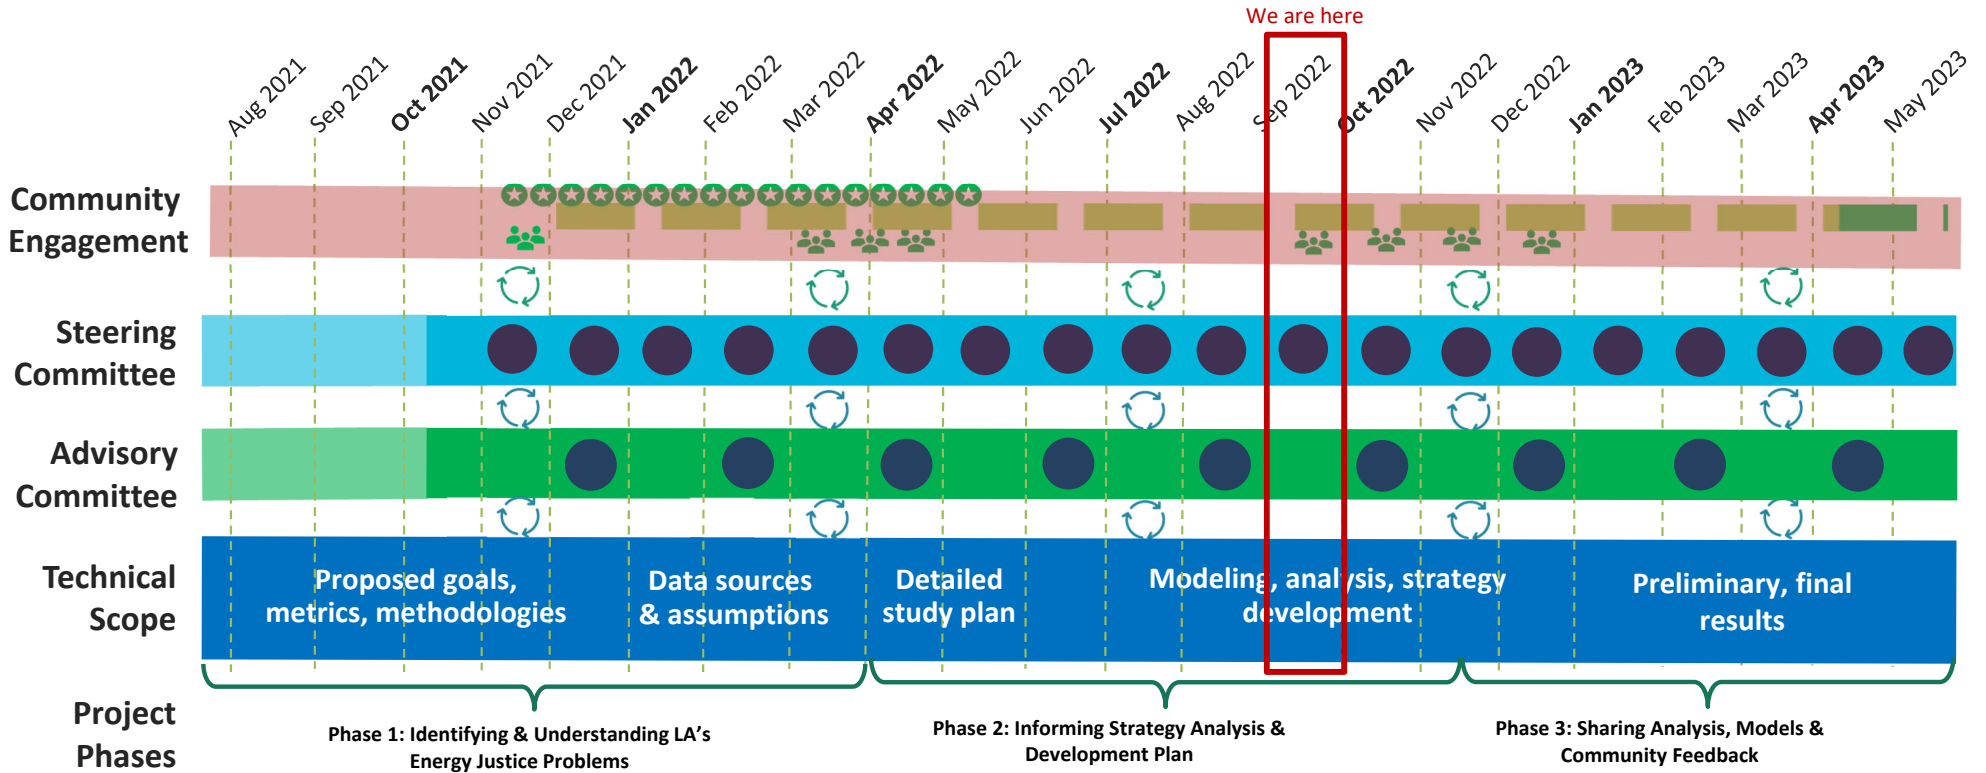 We are here
Aug 2021
Sep 2021
Oct 2021
Nov 2021
Dec 2021
Jan 2022
Feb 2022
Mar 2022
Apr 2022
May 2022
Jun 2022
Jul 2022
Aug 2022
Sep 2022
Oct 2022
Nov 2022
Dec 2022
Jan 2023
Feb 2023
Mar 2023
Apr 2023
May 2023
Community
Engagement
Steering
Committee
Advisory
Committee
Technical
Scope
Proposed goals,
metrics, methodologies
Data sources
& assumptions
Detailed
study plan
Modeling, analysis, strategy
development
Preliminary, final
results
Project
Phases
Phase 1: Identifying & Understanding LA’s
Energy Justice Problems
Phase 2: Informing Strategy Analysis &
Development Plan
Phase 3: Sharing Analysis, Models &
Community Feedback